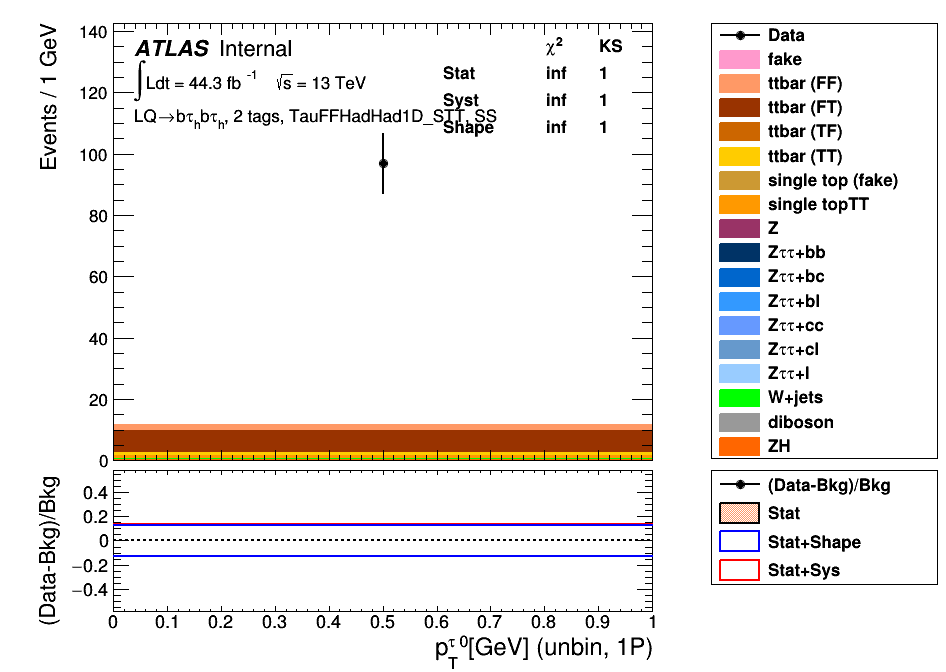 ATLAS Internal
∫Ldt = 44.3 fb⁻¹ √s = 13 TeV
LQ→bτₕbτₕ, 2 tags, TauFFHadHad1D_STT, SS
χ² KS
Stat inf 1
Syst inf 1
Shape inf 1
Events / 1 GeV
140
120
100
80
60
40
20
0
Data
fake
ttbar (FF)
ttbar (FT)
ttbar (TF)
ttbar (TT)
single top (fake)
single topTT
Z
Zττ+bb
Zττ+bc
Zττ+bl
Zττ+cc
Zττ+cl
Zττ+l
W+jets
diboson
ZH
(Data-Bkg)/Bkg
0.4
0.2
0
−0.2
−0.4
0 0.1 0.2 0.3 0.4 0.5 0.6 0.7 0.8 0.9 1
p_T^τ 0[GeV] (unbin, 1P)
(Data-Bkg)/Bkg
Stat
Stat+Shape
Stat+Sys